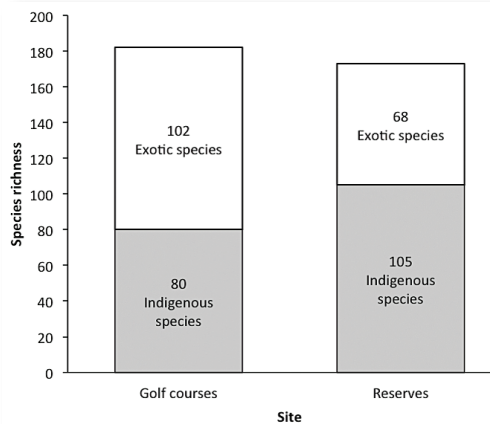 Species richness
200
180
160
140
120
100
80
60
40
20
0
102
Exotic species
80
Indigenous
species
68
Exotic species
105
Indigenous
species
Golf courses
Reserves
Site